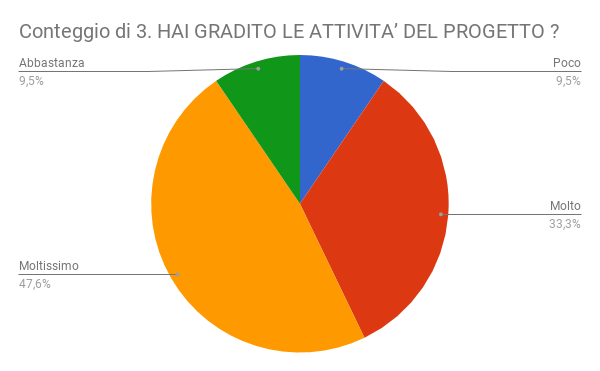 Conteggio di 3. HAI GRADITO LE ATTIVITA’ DEL PROGETTO ?
Abbastanza
9,5%
Poco
9,5%
Molto
33,3%
Moltissimo
47,6%